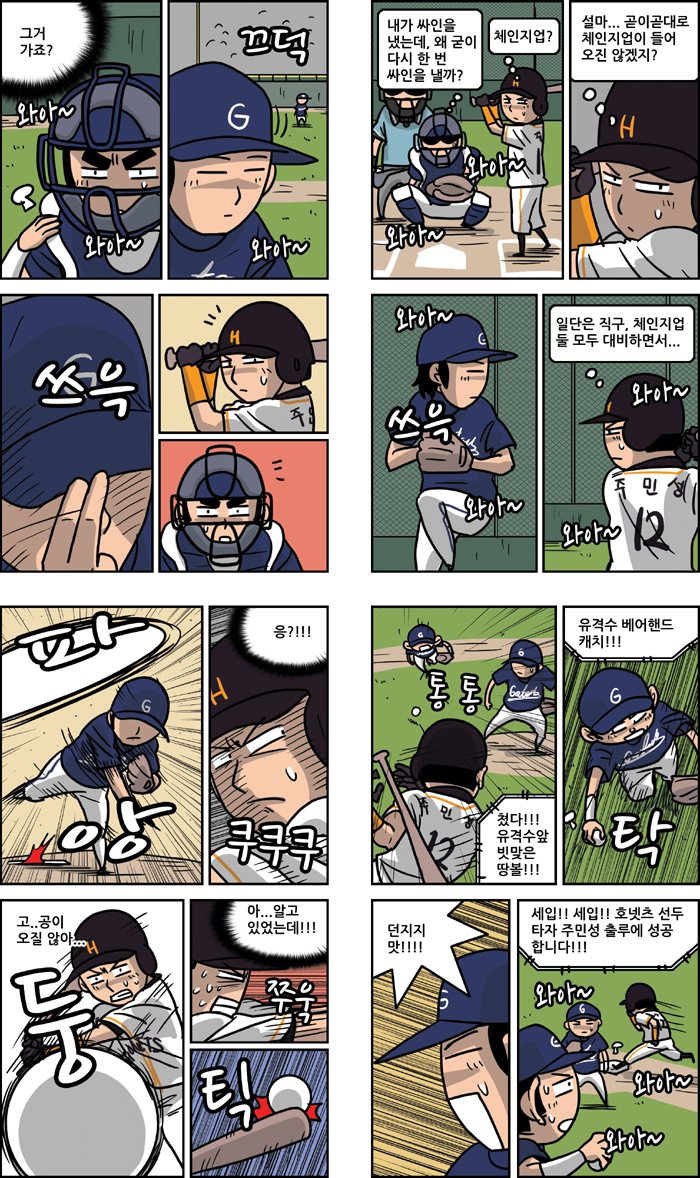 그거
가죠?
와아~
와아~
끄덕
G
와아~
쓰윽
G
H
주민
내가 싸인을
냈는데, 왜 굳이
다시 한 번
싸인을 낼까?
체인지업?
H
와아~
와아~
설마... 곧이곧대로
체인지업이 들어
오진 않겠지?
H
와아~
G
쓰윽
와아~
일단은 직구, 체인지업
둘 모두 대비하면서...
와아~
주민성
12
와아~
파
G
앙
응?!!!
H
쿠쿠쿠
고..공이
오질 않아...
H
둥
아...알고
있었는데!!!
쭈욱
틱
G
G
통 통
주민성
12
쳤다!!!
유격수앞
빗맞은
땅볼!!!
유격수 베어핸드
캐치!!!
G
탁
던지지
마!!!!
G
세입!! 세입!! 호넷츠 선두
타자 주민성 출루에 성공
합니다!!!
와아~
G
와아~
G
와아~